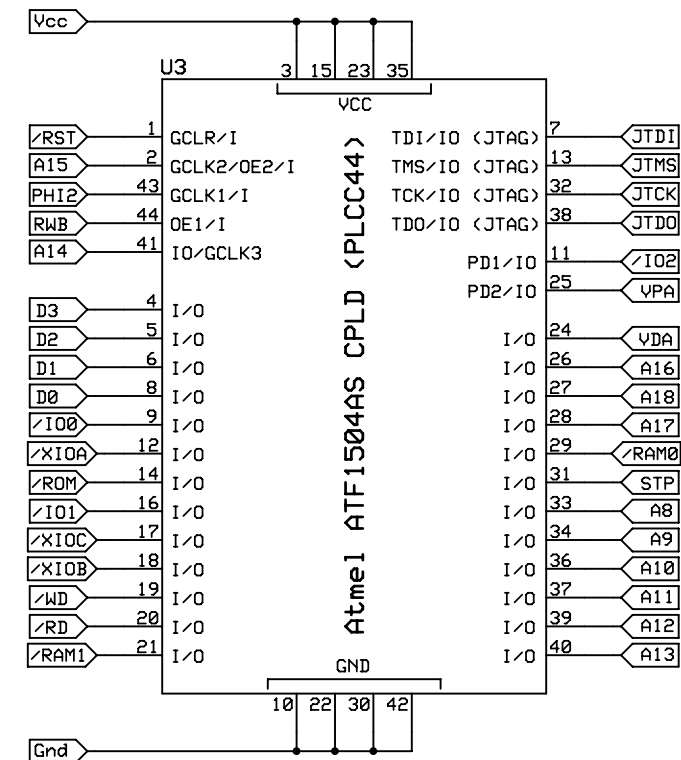 Vcc
U3
3 15 23 35
VCC
/RST 1 GCLR/I TDI/IO (JTAG) 7 JTDI
A15 2 GCLK2/OE2/I TMS/IO (JTAG) 13 JTMS
PHI2 43 GCLK1/I TCK/IO (JTAG) 32 JTCK
RWB 44 OE1/I TDO/IO (JTAG) 38 JTDO
A14 41 IO/GCLK3
PD1/IO 11 /IO2
PD2/IO 25 VPA
D3 4 I/O
D2 5 I/O I/O 24 VDA
D1 6 I/O I/O 26 A16
D0 8 I/O I/O 27 A18
/IO0 9 I/O I/O 28 A17
/XIOA 12 I/O I/O 29 /RAM0
/ROM 14 I/O I/O 31 STP
/IO1 16 I/O I/O 33 A8
/XIOC 17 I/O I/O 34 A9
/XIOB 18 I/O I/O 36 A10
/WD 19 I/O I/O 37 A11
/RD 20 I/O I/O 39 A12
/RAM1 21 I/O I/O 40 A13
Atmel ATF1504AS CPLD (PLCC44)
GND
10 22 30 42
Gnd